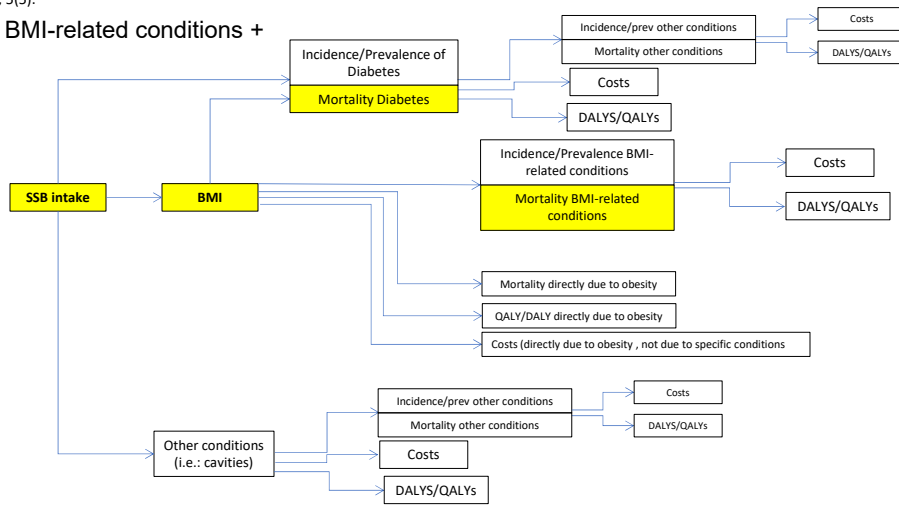 BMI-related conditions +
Incidence/prev other conditions
Mortality other conditions
Costs
DALYS/QALYs
Incidence/Prevalence of
Diabetes
Mortality Diabetes
Costs
DALYS/QALYs
Incidence/Prevalence BMI-
related conditions
Mortality BMI-related
conditions
Costs
DALYS/QALYs
SSB intake
BMI
Mortality directly due to obesity
QALY/DALY directly due to obesity
Costs (directly due to obesity , not due to specific conditions
Incidence/prev other conditions
Mortality other conditions
Costs
DALYS/QALYs
Other conditions
(i.e.: cavities)
Costs
DALYS/QALYs